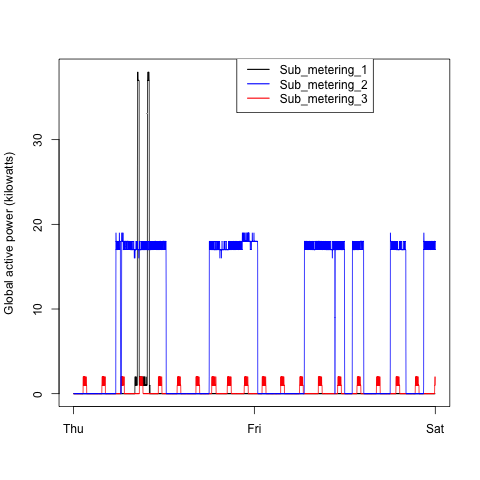 Sub_metering_1
Sub_metering_2
Sub_metering_3
Global active power (kilowatts)
30
20
10
0
Thu Fri Sat